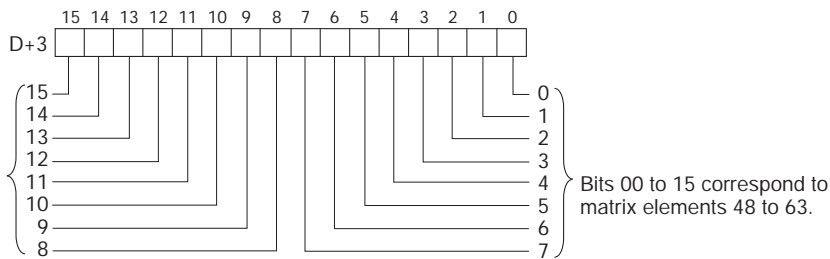 15 14 13 12 11 10 9 8 7 6 5 4 3 2 1 0
D+3
15 0
14 1
13 2
12 3
11 4
10 5
9 6
8 7
Bits 00 to 15 correspond to
matrix elements 48 to 63.